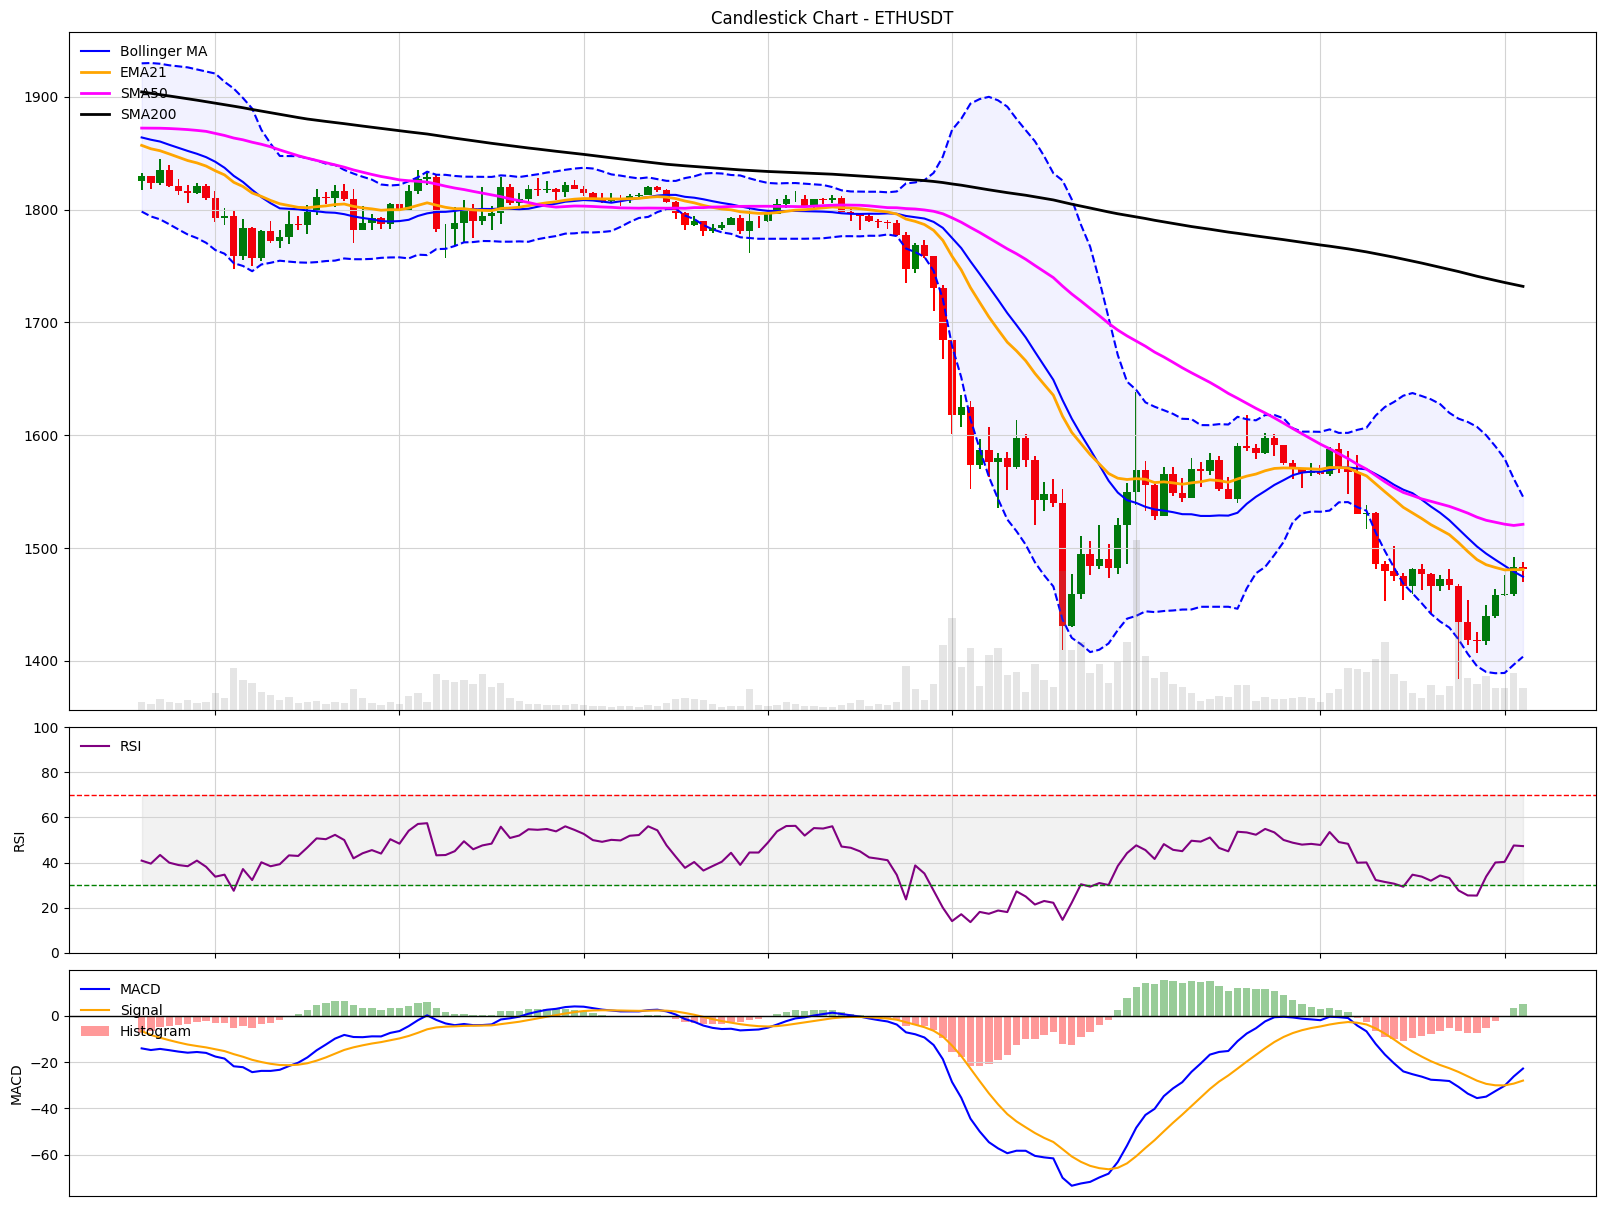 Candlestick Chart - ETHUSDT
Bollinger MA
EMA21
SMA50
SMA200
1900
1800
1700
1600
1500
1400
RSI
100
80
60
40
20
0
RSI
MACD
Signal
Histogram
0
−20
−40
−60
MACD